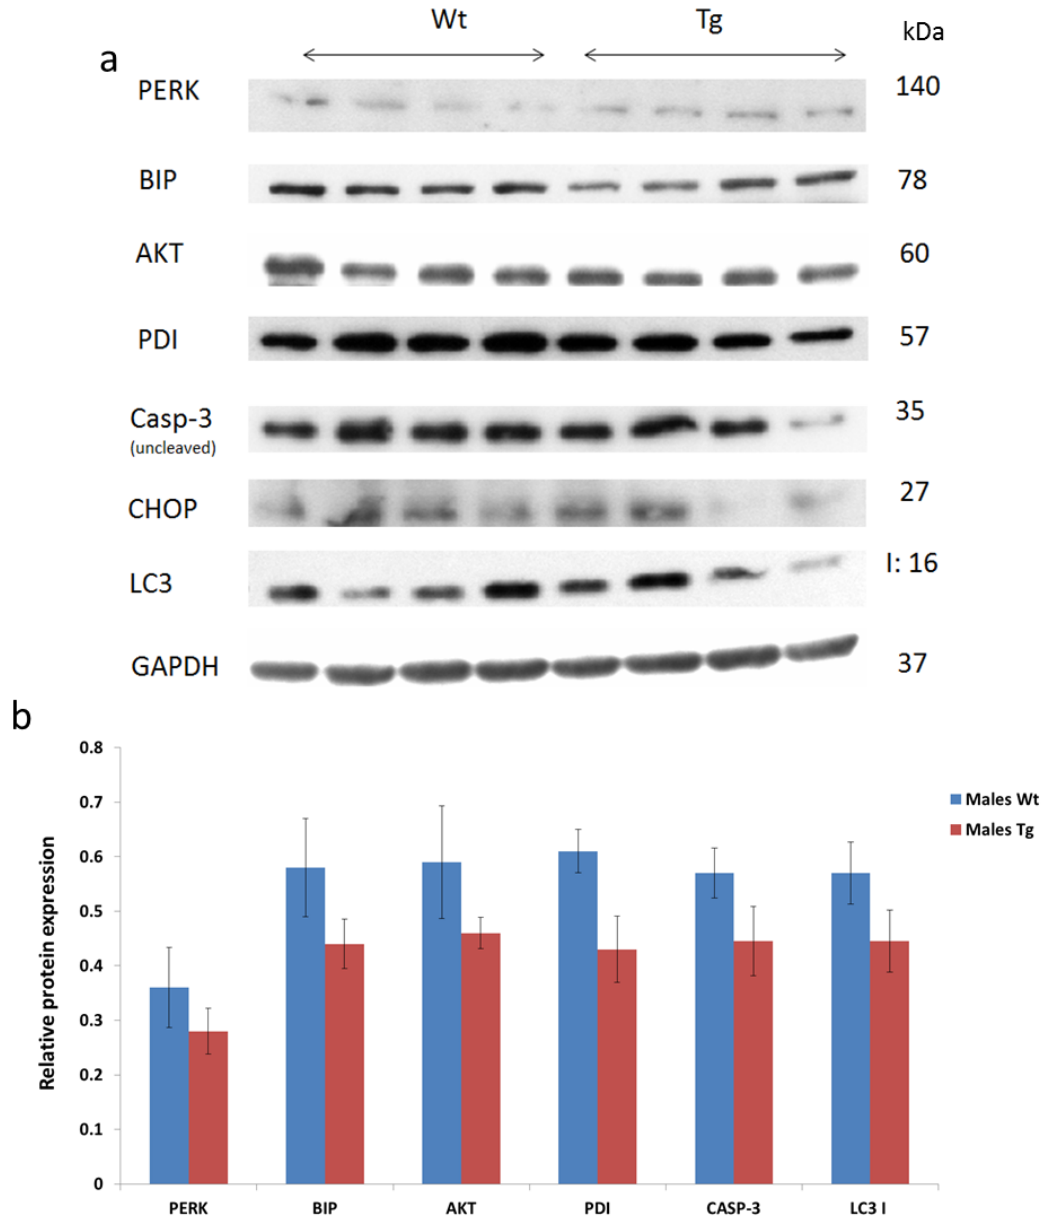 Wt
Tg
kDa
a
PERK
140
BIP
78
AKT
60
PDI
57
Casp-3
(uncleaved)
35
CHOP
27
LC3
I: 16
GAPDH
37
b
0.8
0.7
0.6
0.5
0.4
0.3
0.2
0.1
0
Relative protein expression
Males Wt
Males Tg
PERK
BIP
AKT
PDI
CASP-3
LC3 I